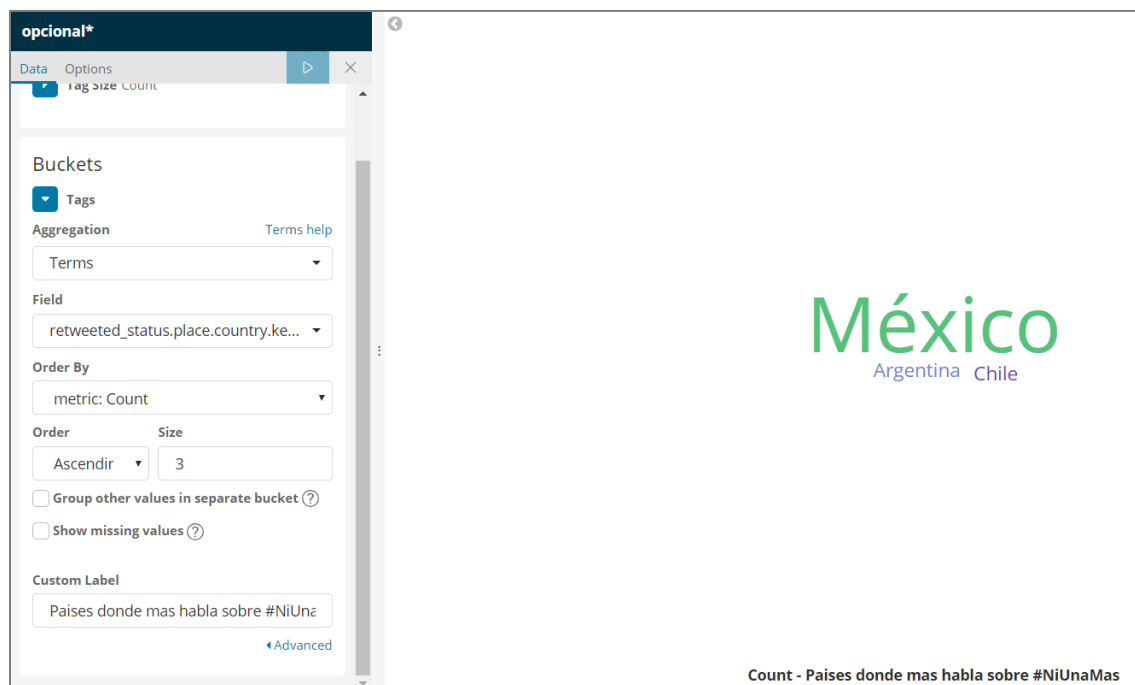 opcional*
Data Options
Tag Size Count
Buckets
Tags
Aggregation Terms help
Terms
Field
retweeted_status.place.country.ke...
Order By
metric: Count
Order Size
Ascendir 3
Group other values in separate bucket ?
Show missing values ?
Custom Label
Paises donde mas habla sobre #NiUna
Advanced
México
Argentina Chile
Count - Paises donde mas habla sobre #NiUnaMas